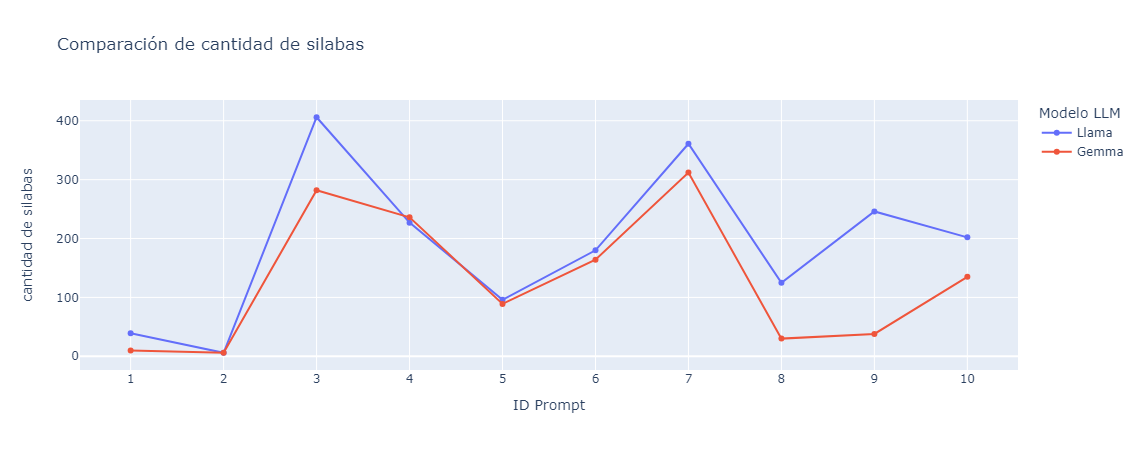 Comparación de cantidad de silabas
Modelo LLM
Llama
Gemma
cantidad de silabas
400
300
200
100
0
1 2 3 4 5 6 7 8 9 10
ID Prompt